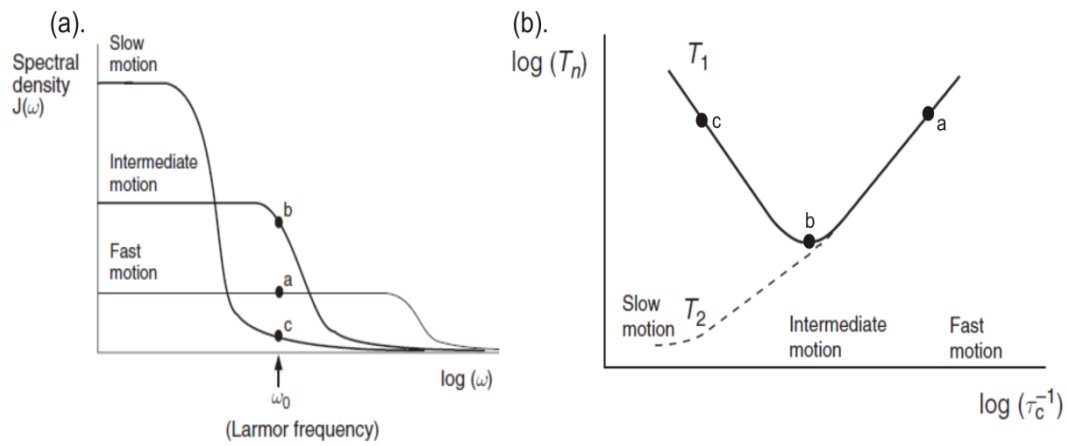 (a).
Slow
motion
Spectral
density
J(ω)
Intermediate
motion
b
Fast
motion
a
c
log (ω)
ω₀
(Larmor frequency)
(b).
log (Tₙ)
T₁
c
a
b
Slow
motion
T₂
Intermediate
motion
Fast
motion
log (τc⁻¹)